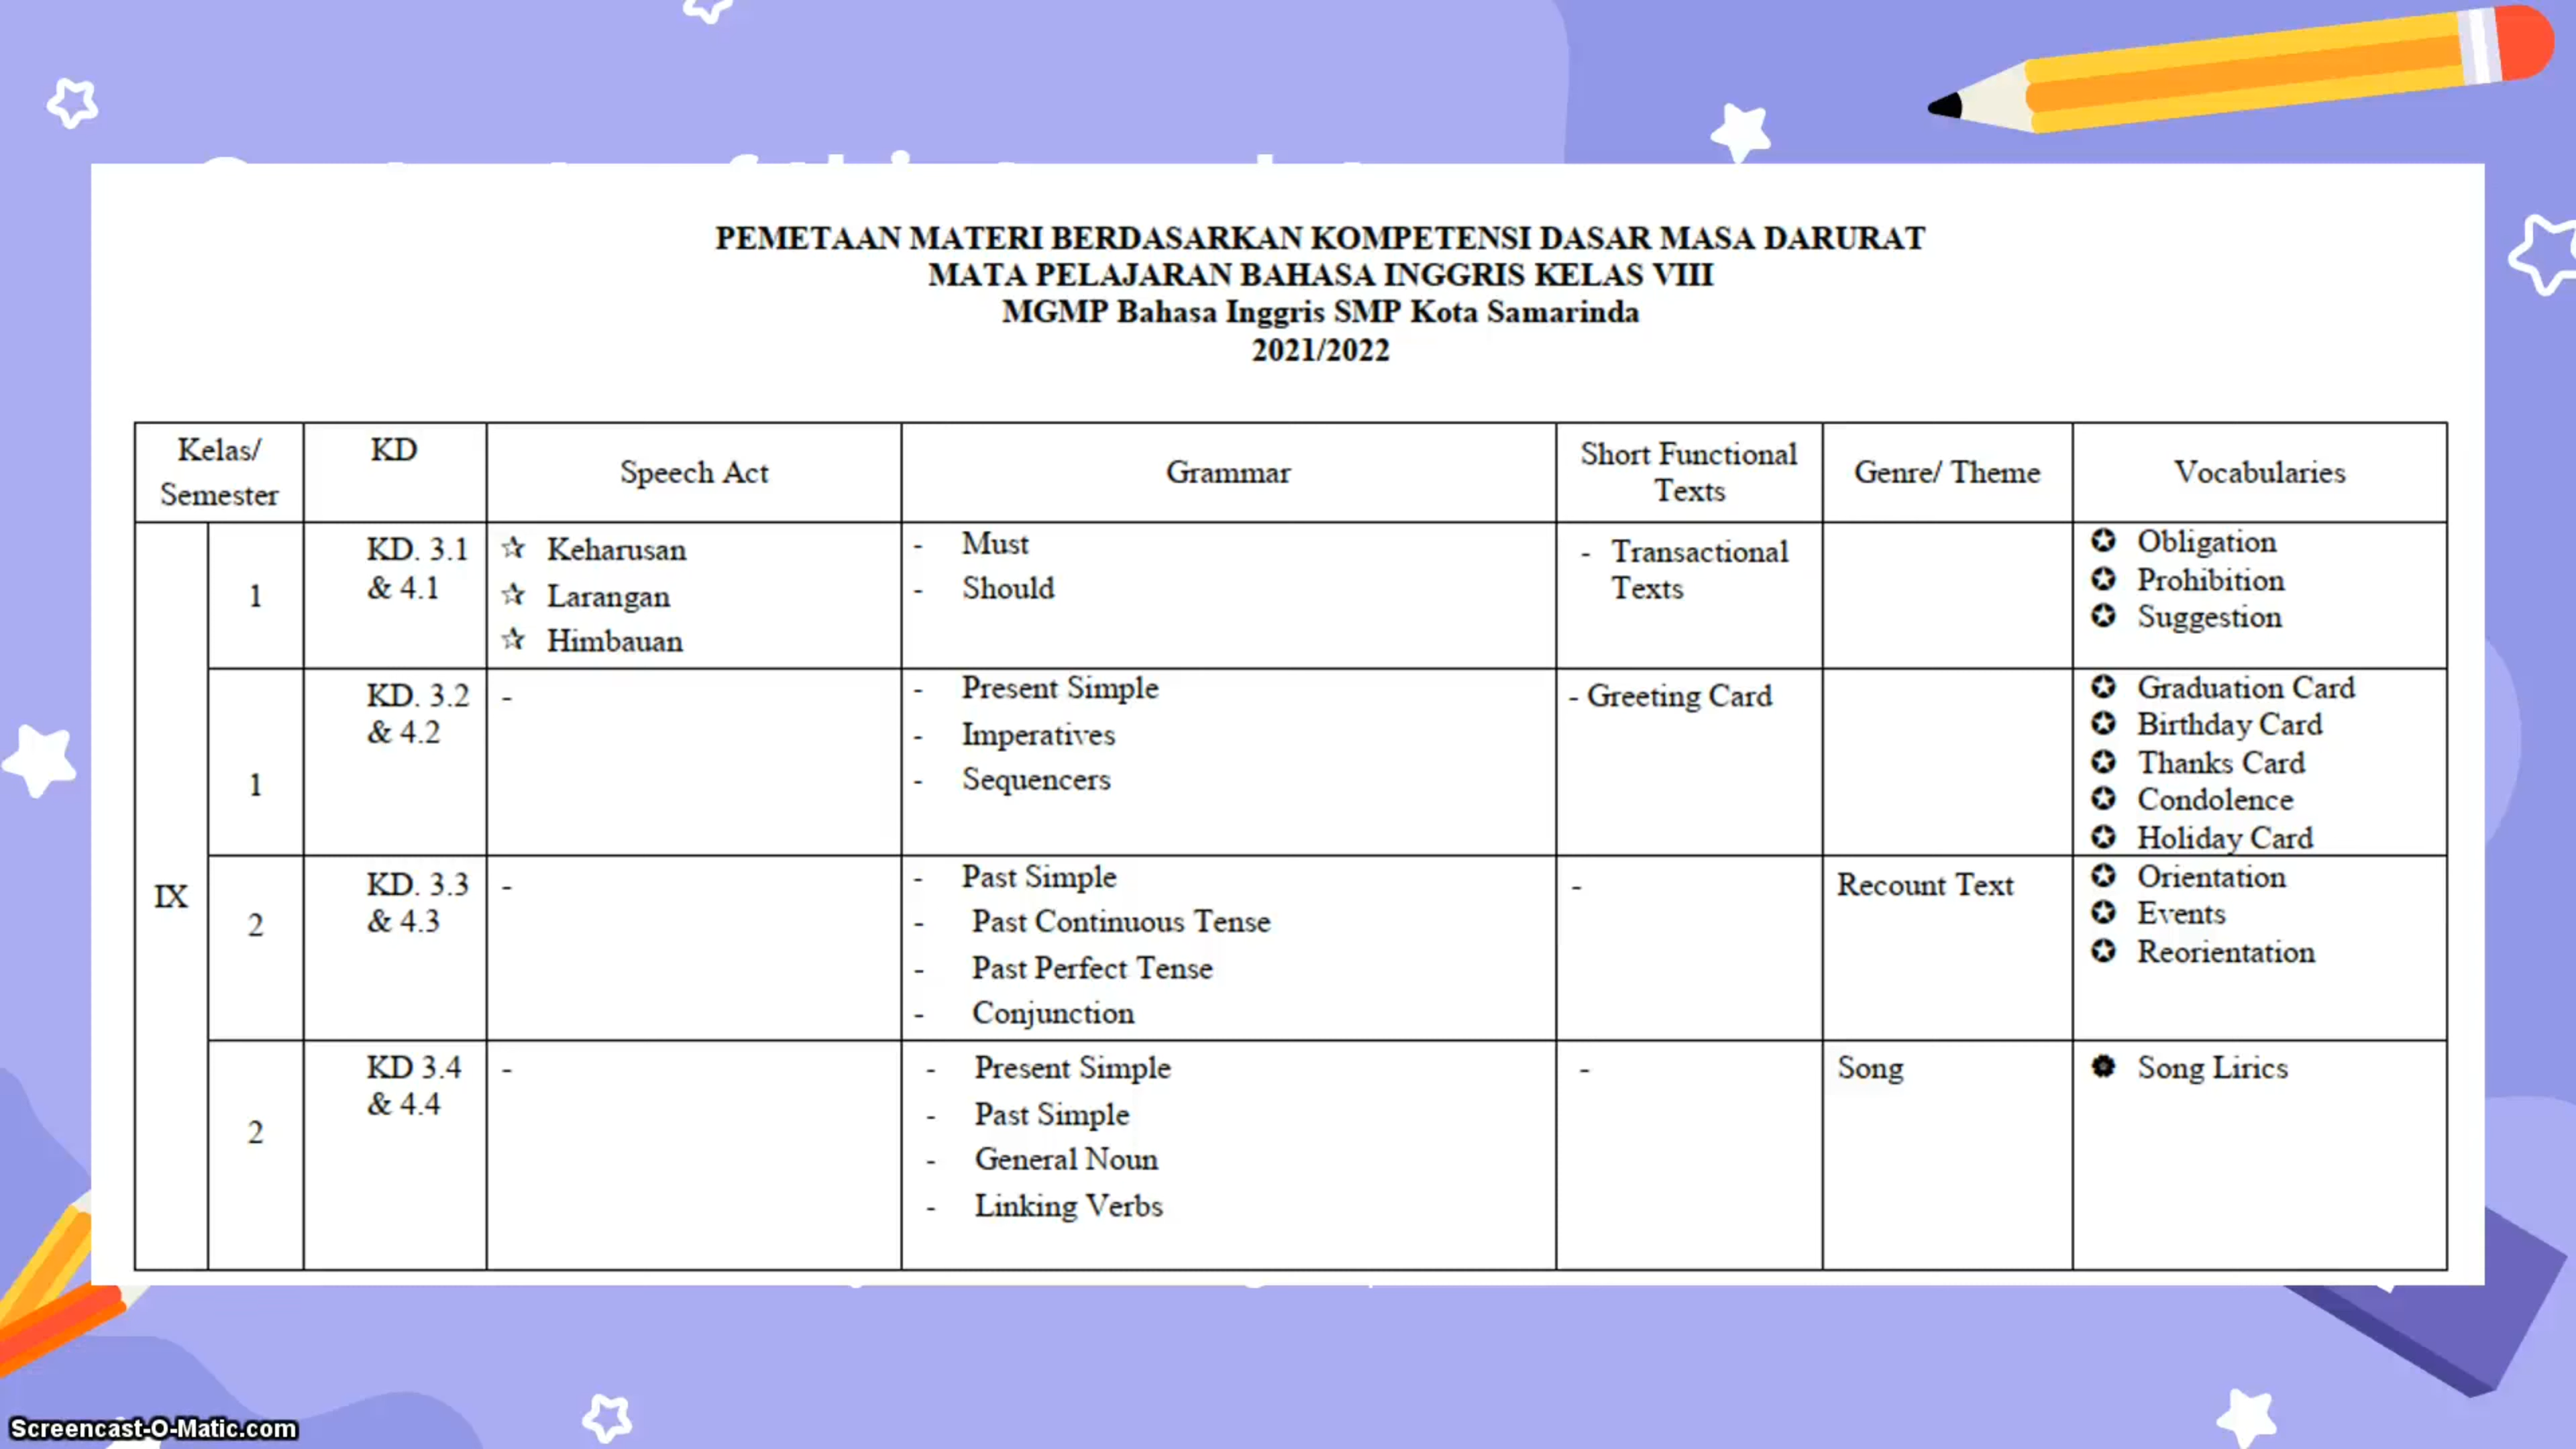 PEMETAAN MATERI BERDASARKAN KOMPETENSI DASAR MASA DARURAT
MATA PELAJARAN BAHASA INGGRIS KELAS VIII
MGMP Bahasa Inggris SMP Kota Samarinda
2021/2022
Kelas/
Semester
KD
Speech Act
Grammar
Short Functional
Texts
Genre/ Theme
Vocabularies
IX
1
KD. 3.1
& 4.1
☆ Keharusan
☆ Larangan
☆ Himbauan
- Must
- Should
- Transactional
Texts
✪ Obligation
✪ Prohibition
✪ Suggestion
1
KD. 3.2
& 4.2
-
- Present Simple
- Imperatives
- Sequencers
- Greeting Card
✪ Graduation Card
✪ Birthday Card
✪ Thanks Card
✪ Condolence
✪ Holiday Card
2
KD. 3.3
& 4.3
-
- Past Simple
- Past Continuous Tense
- Past Perfect Tense
- Conjunction
-
Recount Text
✪ Orientation
✪ Events
✪ Reorientation
2
KD 3.4
& 4.4
-
- Present Simple
- Past Simple
- General Noun
- Linking Verbs
-
Song
Song Lirics
Screencast-O-Matic.com